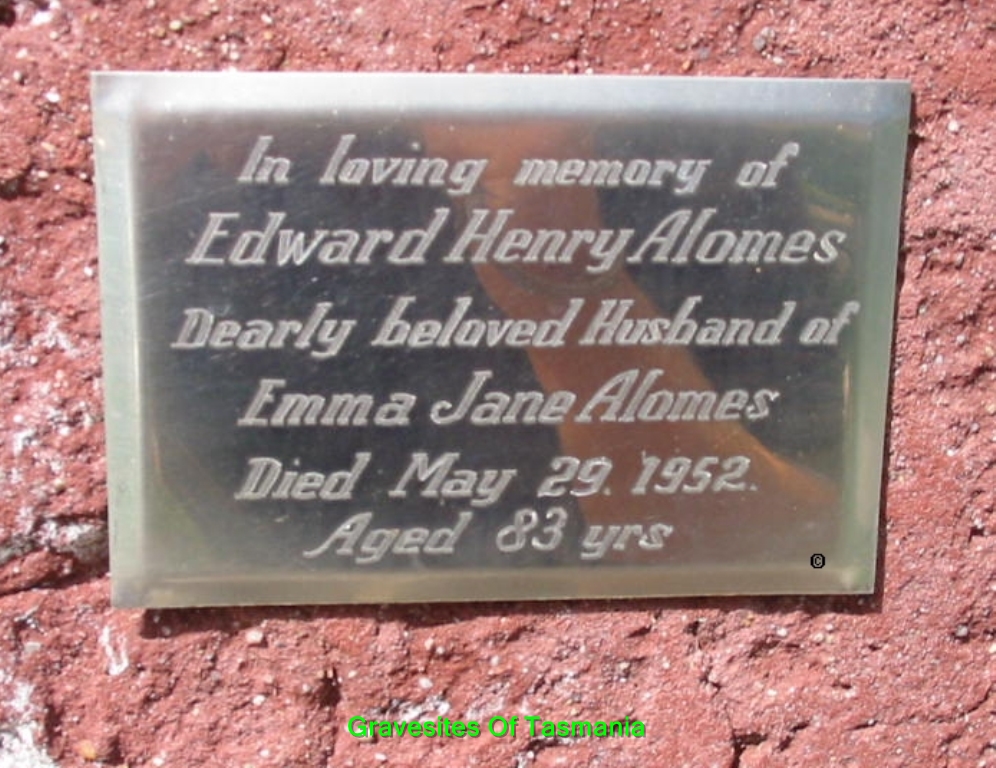 In loving memory of
Edward Henry Alomes
Dearly beloved Husband of
Emma Jane Alomes
Died May 29. 1952.
Aged 83 yrs
©
Gravesites Of Tasmania